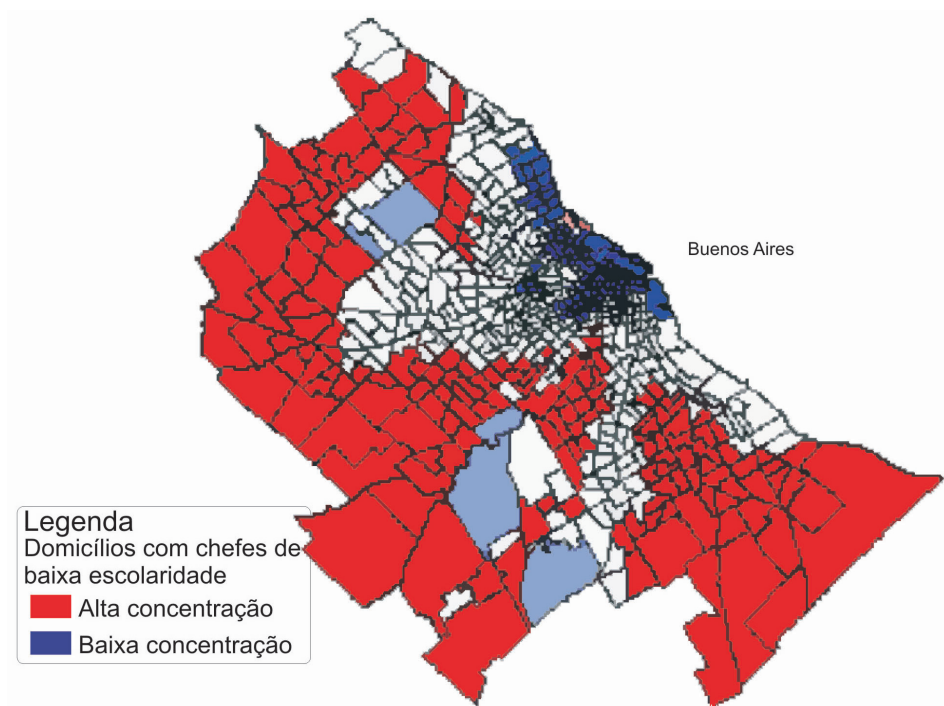 Buenos Aires
Legenda
Domicílios com chefes de
baixa escolaridade
Alta concentração
Baixa concentração